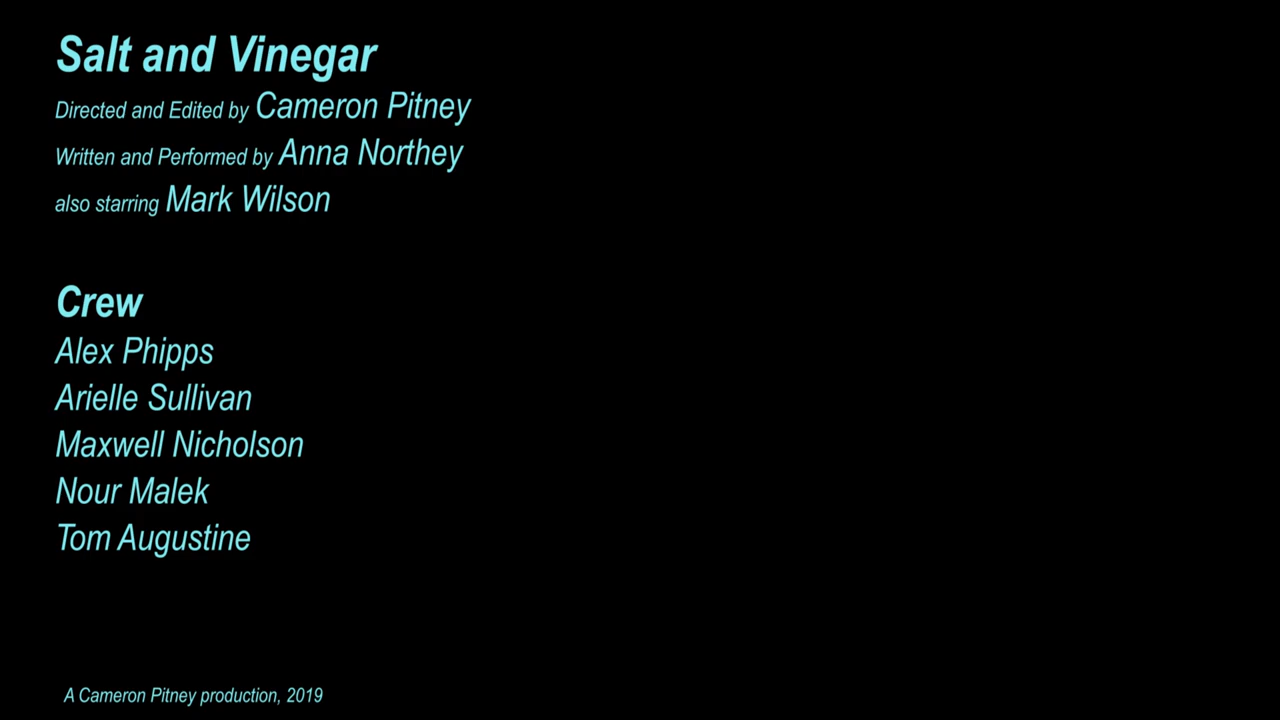 Salt and Vinegar
Directed and Edited by Cameron Pitney
Written and Performed by Anna Northey
also starring Mark Wilson
Crew
Alex Phipps
Arielle Sullivan
Maxwell Nicholson
Nour Malek
Tom Augustine
A Cameron Pitney production, 2019